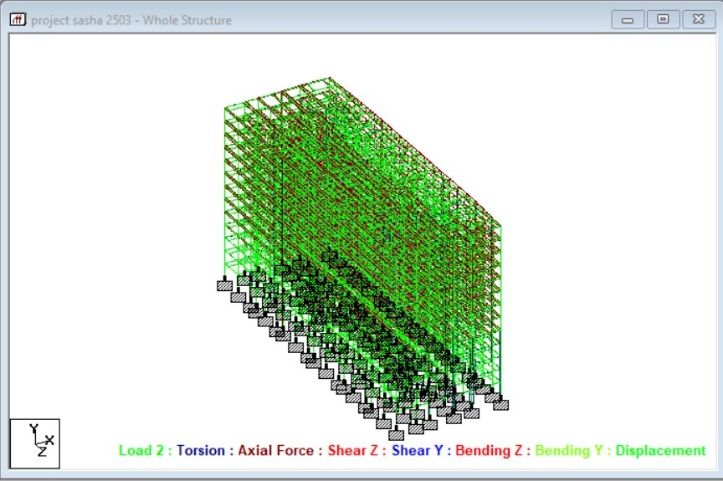 project sasha 2503 - Whole Structure
Y
X
Z
Load 2 : Torsion : Axial Force : Shear Z : Shear Y : Bending Z : Bending Y : Displacement